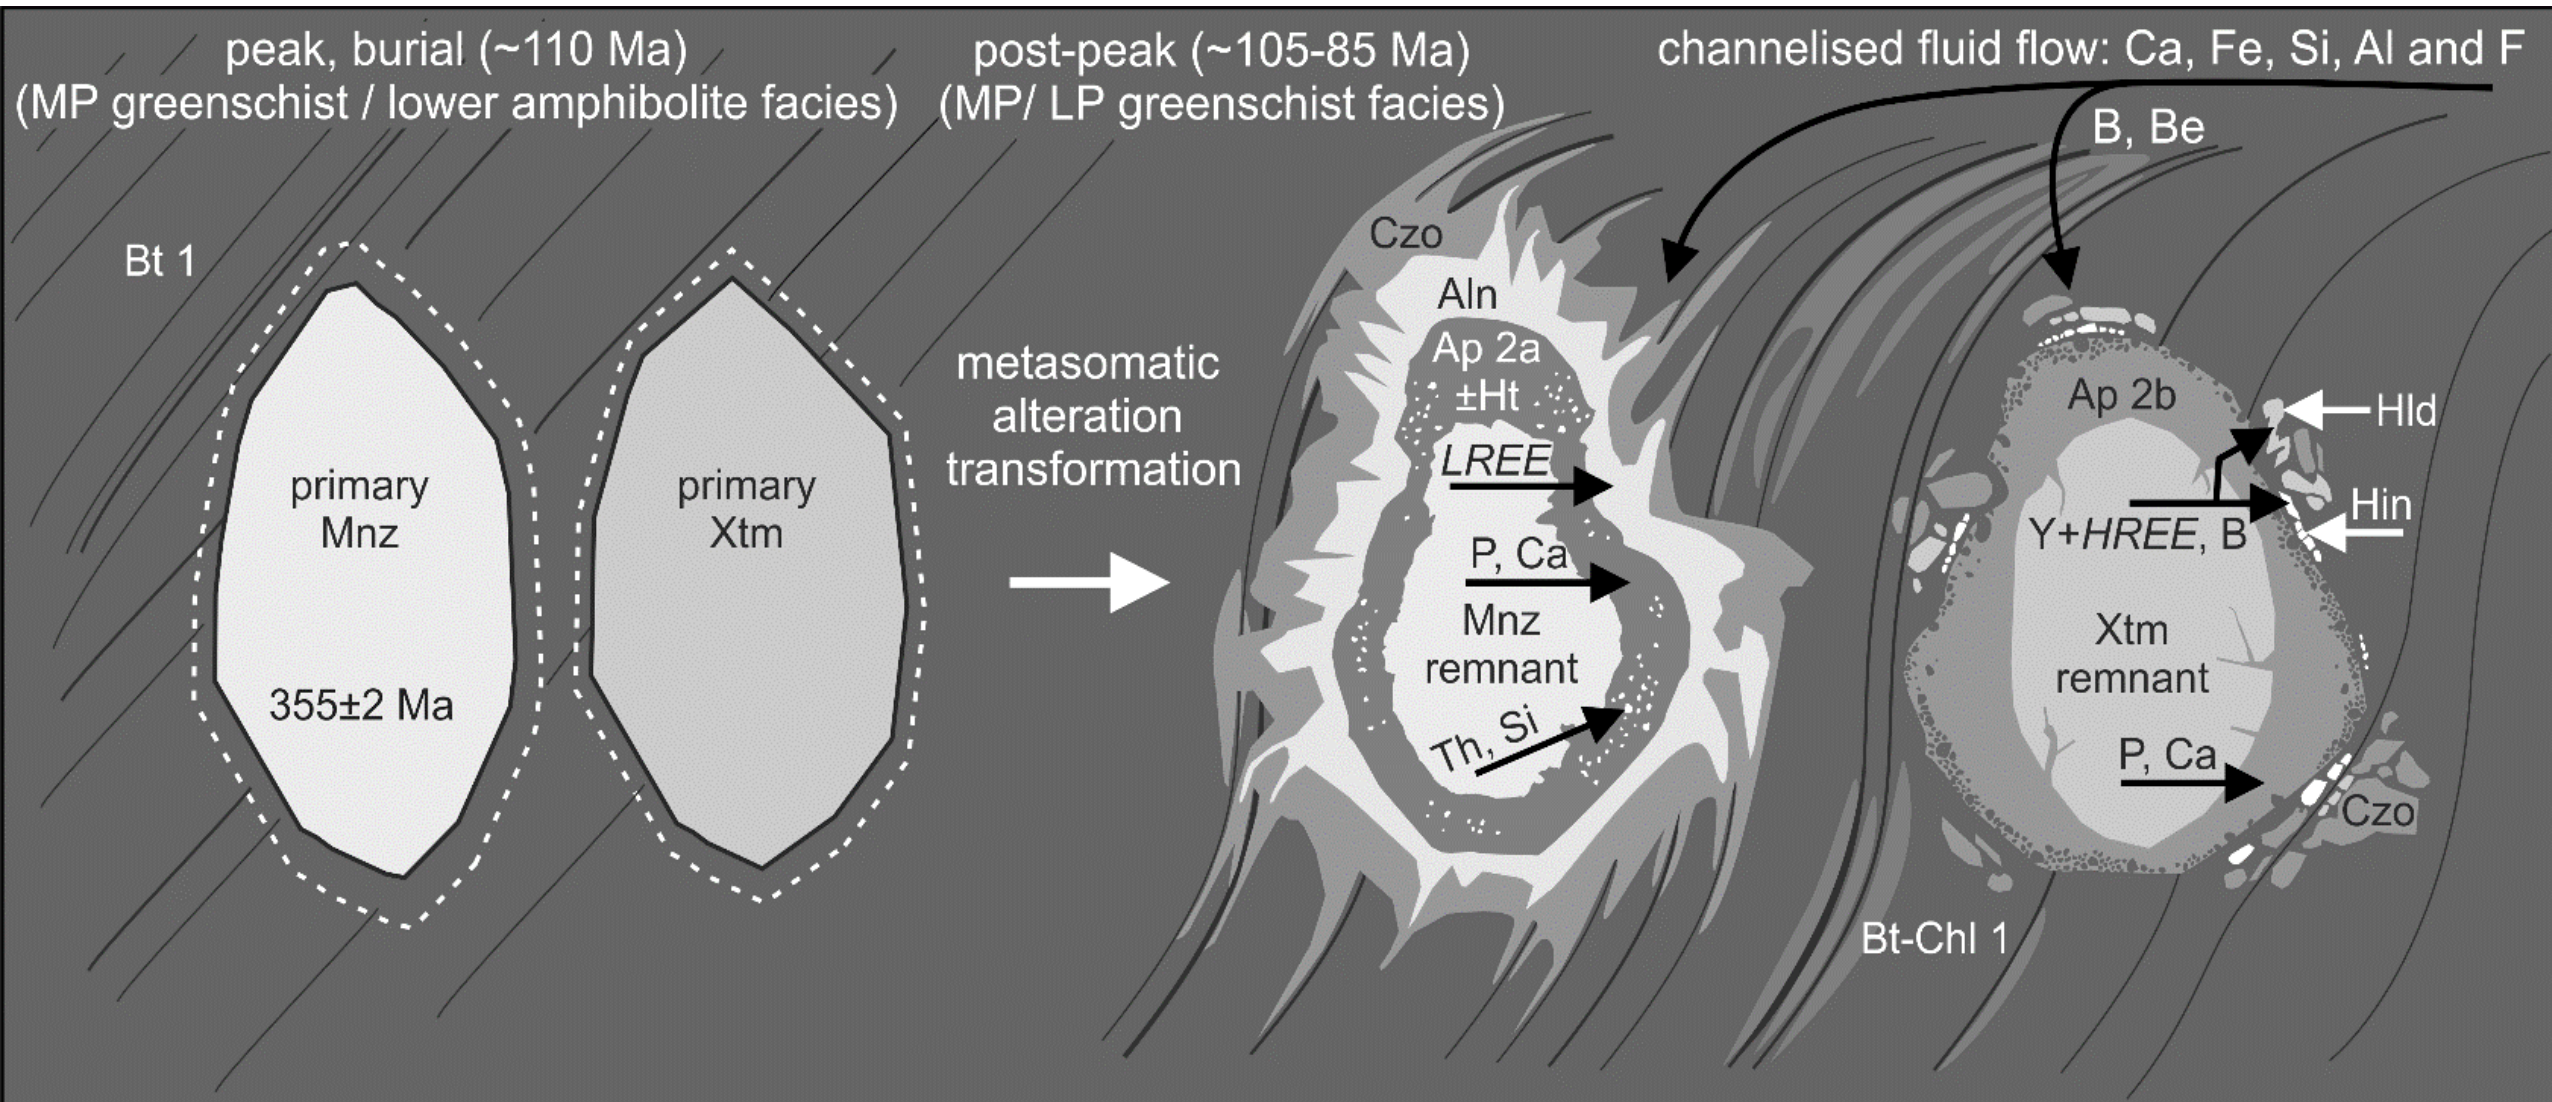 peak, burial (~110 Ma)
(MP greenschist / lower amphibolite facies)
post-peak (~105-85 Ma)
(MP/ LP greenschist facies)
channelised fluid flow: Ca, Fe, Si, Al and F
B, Be
Bt 1
primary
Mnz
355±2 Ma
primary
Xtm
metasomatic
alteration
transformation
Czo
Aln
Ap 2a
±Ht
LREE
P, Ca
Mnz
remnant
Th, Si
Ap 2b
Hld
Hin
Y+HREE, B
Xtm
remnant
P, Ca
Czo
Bt-Chl 1